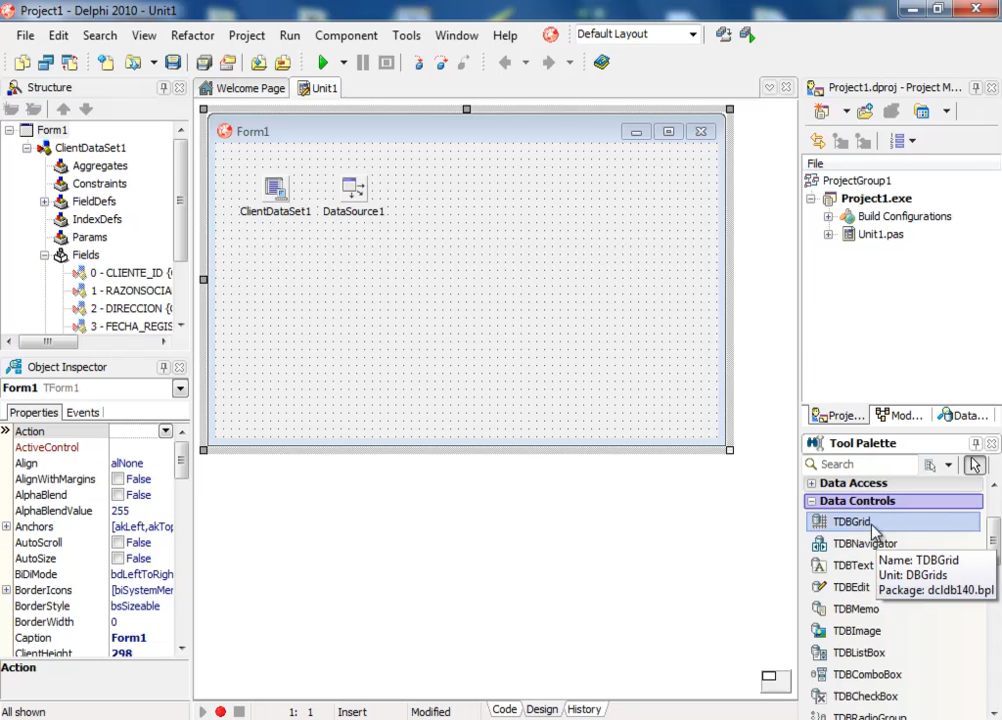 Project1 - Delphi 2010 - Unit1
File Edit Search View Refactor Project Run Component Tools Window Help Default Layout
Structure
Welcome Page Unit1
Project1.dproj - Project M...
Form1
ClientDataSet1
Aggregates
Constraints
FieldDefs
IndexDefs
Params
Fields
0 - CLIENTE_ID {(
1 - RAZONSOCIA
2 - DIRECCION {(
3 - FECHA_REGIS
Form1
ClientDataSet1 DataSource1
File
ProjectGroup1
Project1.exe
Build Configurations
Unit1.pas
Object Inspector
Form1 TForm1
Properties Events
Action
ActiveControl
Align alNone
AlignWithMargins False
AlphaBlend False
AlphaBlendValue 255
Anchors [akLeft,akTop
AutoScroll False
AutoSize False
BiDiMode bdLeftToRigh
BorderIcons [biSystemMer
BorderStyle bsSizeable
BorderWidth 0
Caption Form1
ClientHeight 298
Action
All shown
Proje... Mod... Data...
Tool Palette
Search
Data Access
Data Controls
TDBGrid
TDBNavigator
TDBText
TDBEdit
TDBMemo
TDBImage
TDBListBox
TDBComboBox
TDBCheckBox
TDBRadioGroup
Name: TDBGrid
Unit: DBGrids
Package: dcldb140.bpl
1: 1 Insert Modified Code Design History